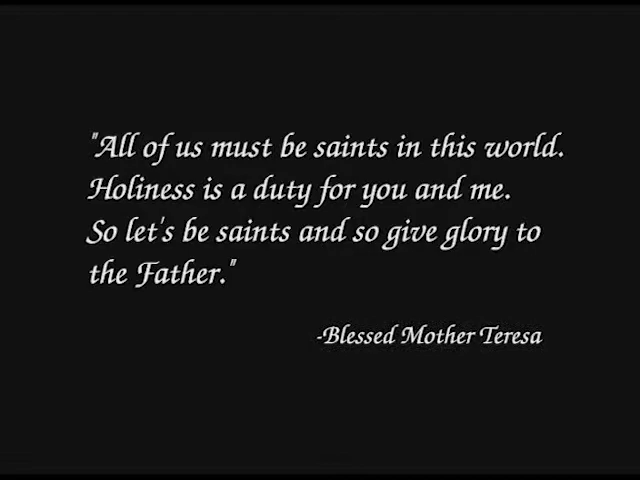 "All of us must be saints in this world.
Holiness is a duty for you and me.
So let's be saints and so give glory to
the Father."
-Blessed Mother Teresa